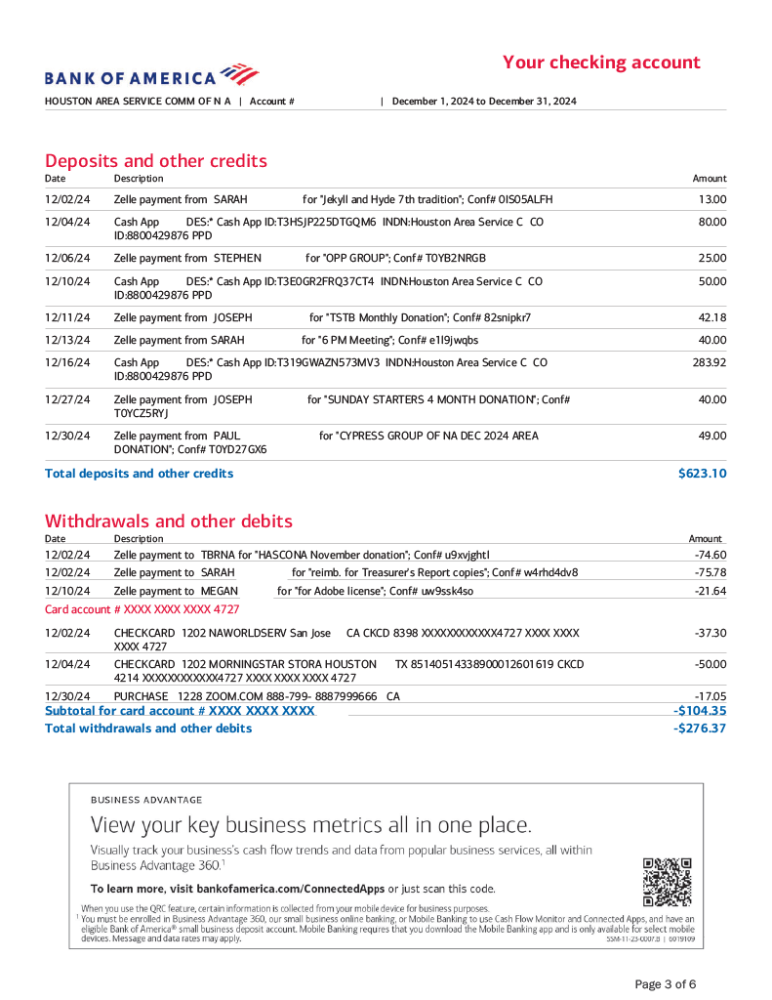 Your checking account
BANK OF AMERICA
HOUSTON AREA SERVICE COMM OF N A | Account # | December 1, 2024 to December 31, 2024
Deposits and other credits
Date Description Amount
12/02/24 Zelle payment from SARAH for "Jekyll and Hyde 7th tradition"; Conf# 0IS05ALFH 13.00
12/04/24 Cash App DES:* Cash App ID:T3HSJP225DTGQM6 INDN:Houston Area Service C CO 80.00
ID:8800429876 PPD
12/06/24 Zelle payment from STEPHEN for "OPP GROUP"; Conf# T0YB2NRGB 25.00
12/10/24 Cash App DES:* Cash App ID:T3E0GR2FRQ37CT4 INDN:Houston Area Service C CO 50.00
ID:8800429876 PPD
12/11/24 Zelle payment from JOSEPH for "TSTB Monthly Donation"; Conf# 82snipkr7 42.18
12/13/24 Zelle payment from SARAH for "6 PM Meeting"; Conf# e1l9jwqbs 40.00
12/16/24 Cash App DES:* Cash App ID:T319GWAZN573MV3 INDN:Houston Area Service C CO 283.92
ID:8800429876 PPD
12/27/24 Zelle payment from JOSEPH for "SUNDAY STARTERS 4 MONTH DONATION"; Conf# 40.00
T0YCZ5RYJ
12/30/24 Zelle payment from PAUL for "CYPRESS GROUP OF NA DEC 2024 AREA 49.00
DONATION"; Conf# T0YD27GX6
Total deposits and other credits $623.10
Withdrawals and other debits
Date Description Amount
12/02/24 Zelle payment to TBRNA for "HASCONA November donation"; Conf# u9xvjghtl -74.60
12/02/24 Zelle payment to SARAH for "reimb. for Treasurer's Report copies"; Conf# w4rhd4dv8 -75.78
12/10/24 Zelle payment to MEGAN for "for Adobe license"; Conf# uw9ssk4so -21.64
Card account # XXXX XXXX XXXX 4727
12/02/24 CHECKCARD 1202 NAWORLDSERV San Jose CA CKCD 8398 XXXXXXXXXXXX4727 XXXX XXXX -37.30
XXXX 4727
12/04/24 CHECKCARD 1202 MORNINGSTAR STORA HOUSTON TX 85140514338900012601619 CKCD -50.00
4214 XXXXXXXXXXXX4727 XXXX XXXX XXXX 4727
12/30/24 PURCHASE 1228 ZOOM.COM 888-799- 8887999666 CA -17.05
Subtotal for card account # XXXX XXXX XXXX -$104.35
Total withdrawals and other debits -$276.37
BUSINESS ADVANTAGE
View your key business metrics all in one place.
Visually track your business's cash flow trends and data from popular business services, all within
Business Advantage 360.1
To learn more, visit bankofamerica.com/ConnectedApps or just scan this code.
When you use the QRC feature, certain information is collected from your mobile device for business purposes.
1 You must be enrolled in Business Advantage 360, our small business online banking, or Mobile Banking to use Cash Flow Monitor and Connected Apps, and have an
eligible Bank of America® small business deposit account. Mobile Banking requires that you download the Mobile Banking app and is only available for select mobile
devices. Message and data rates may apply. SSM-11-23-0007.B | 6019109
Page 3 of 6